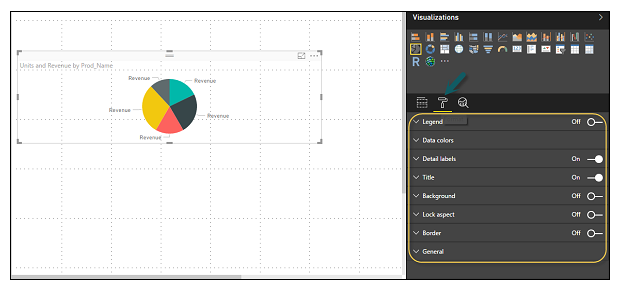 Visualizations
Units and Revenue by Prod_Name
Revenue
Revenue
Revenue
Revenue
Revenue
R
Legend Off
Data colors
Detail labels On
Title On
Background Off
Lock aspect Off
Border Off
General